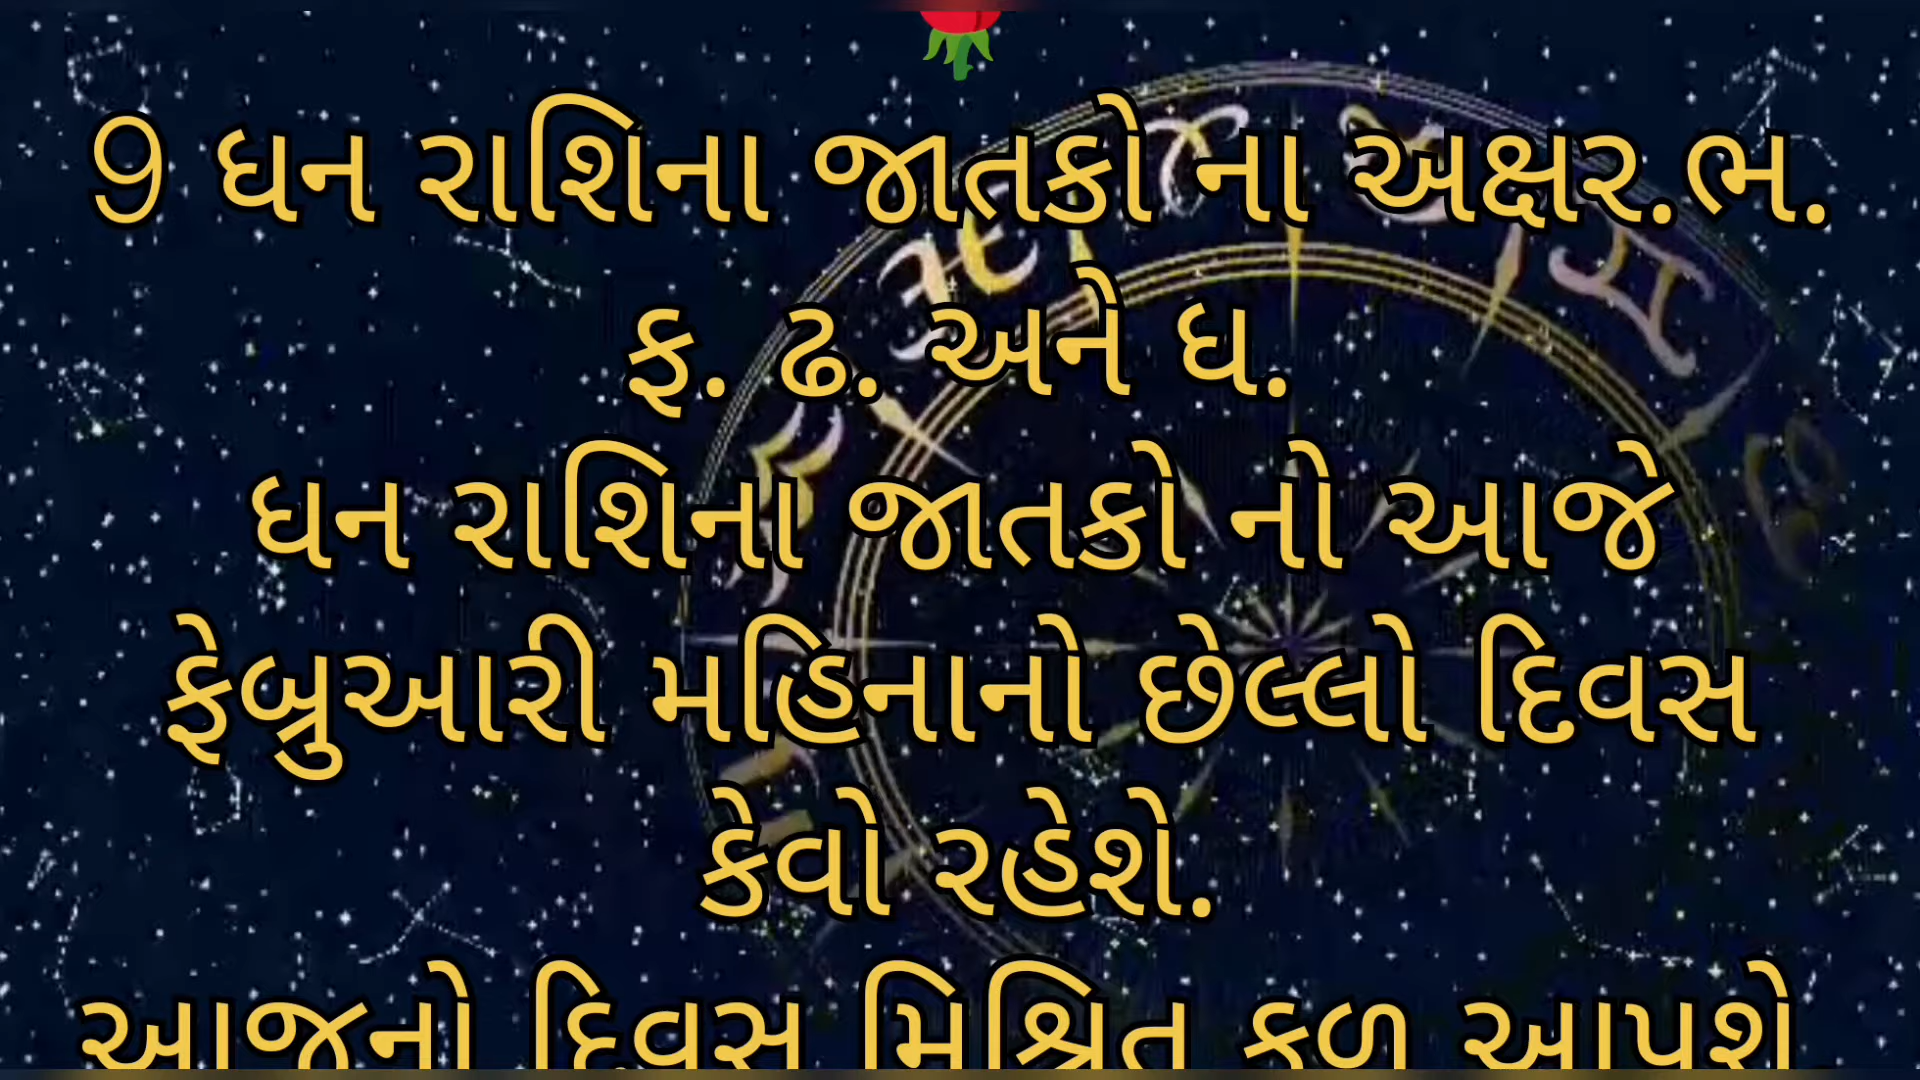 9 ધન રાશિના જાતકો ના અક્ષર.ભ.
ફ. ઢ. અને ધ.
ધન રાશિના જાતકો નો આજે
ફેબ્રુઆરી મહિનાનો છેલ્લો દિવસ
કેવો રહેશે.
આજનો દિવસ મિશ્રિત ફળ આપશે.